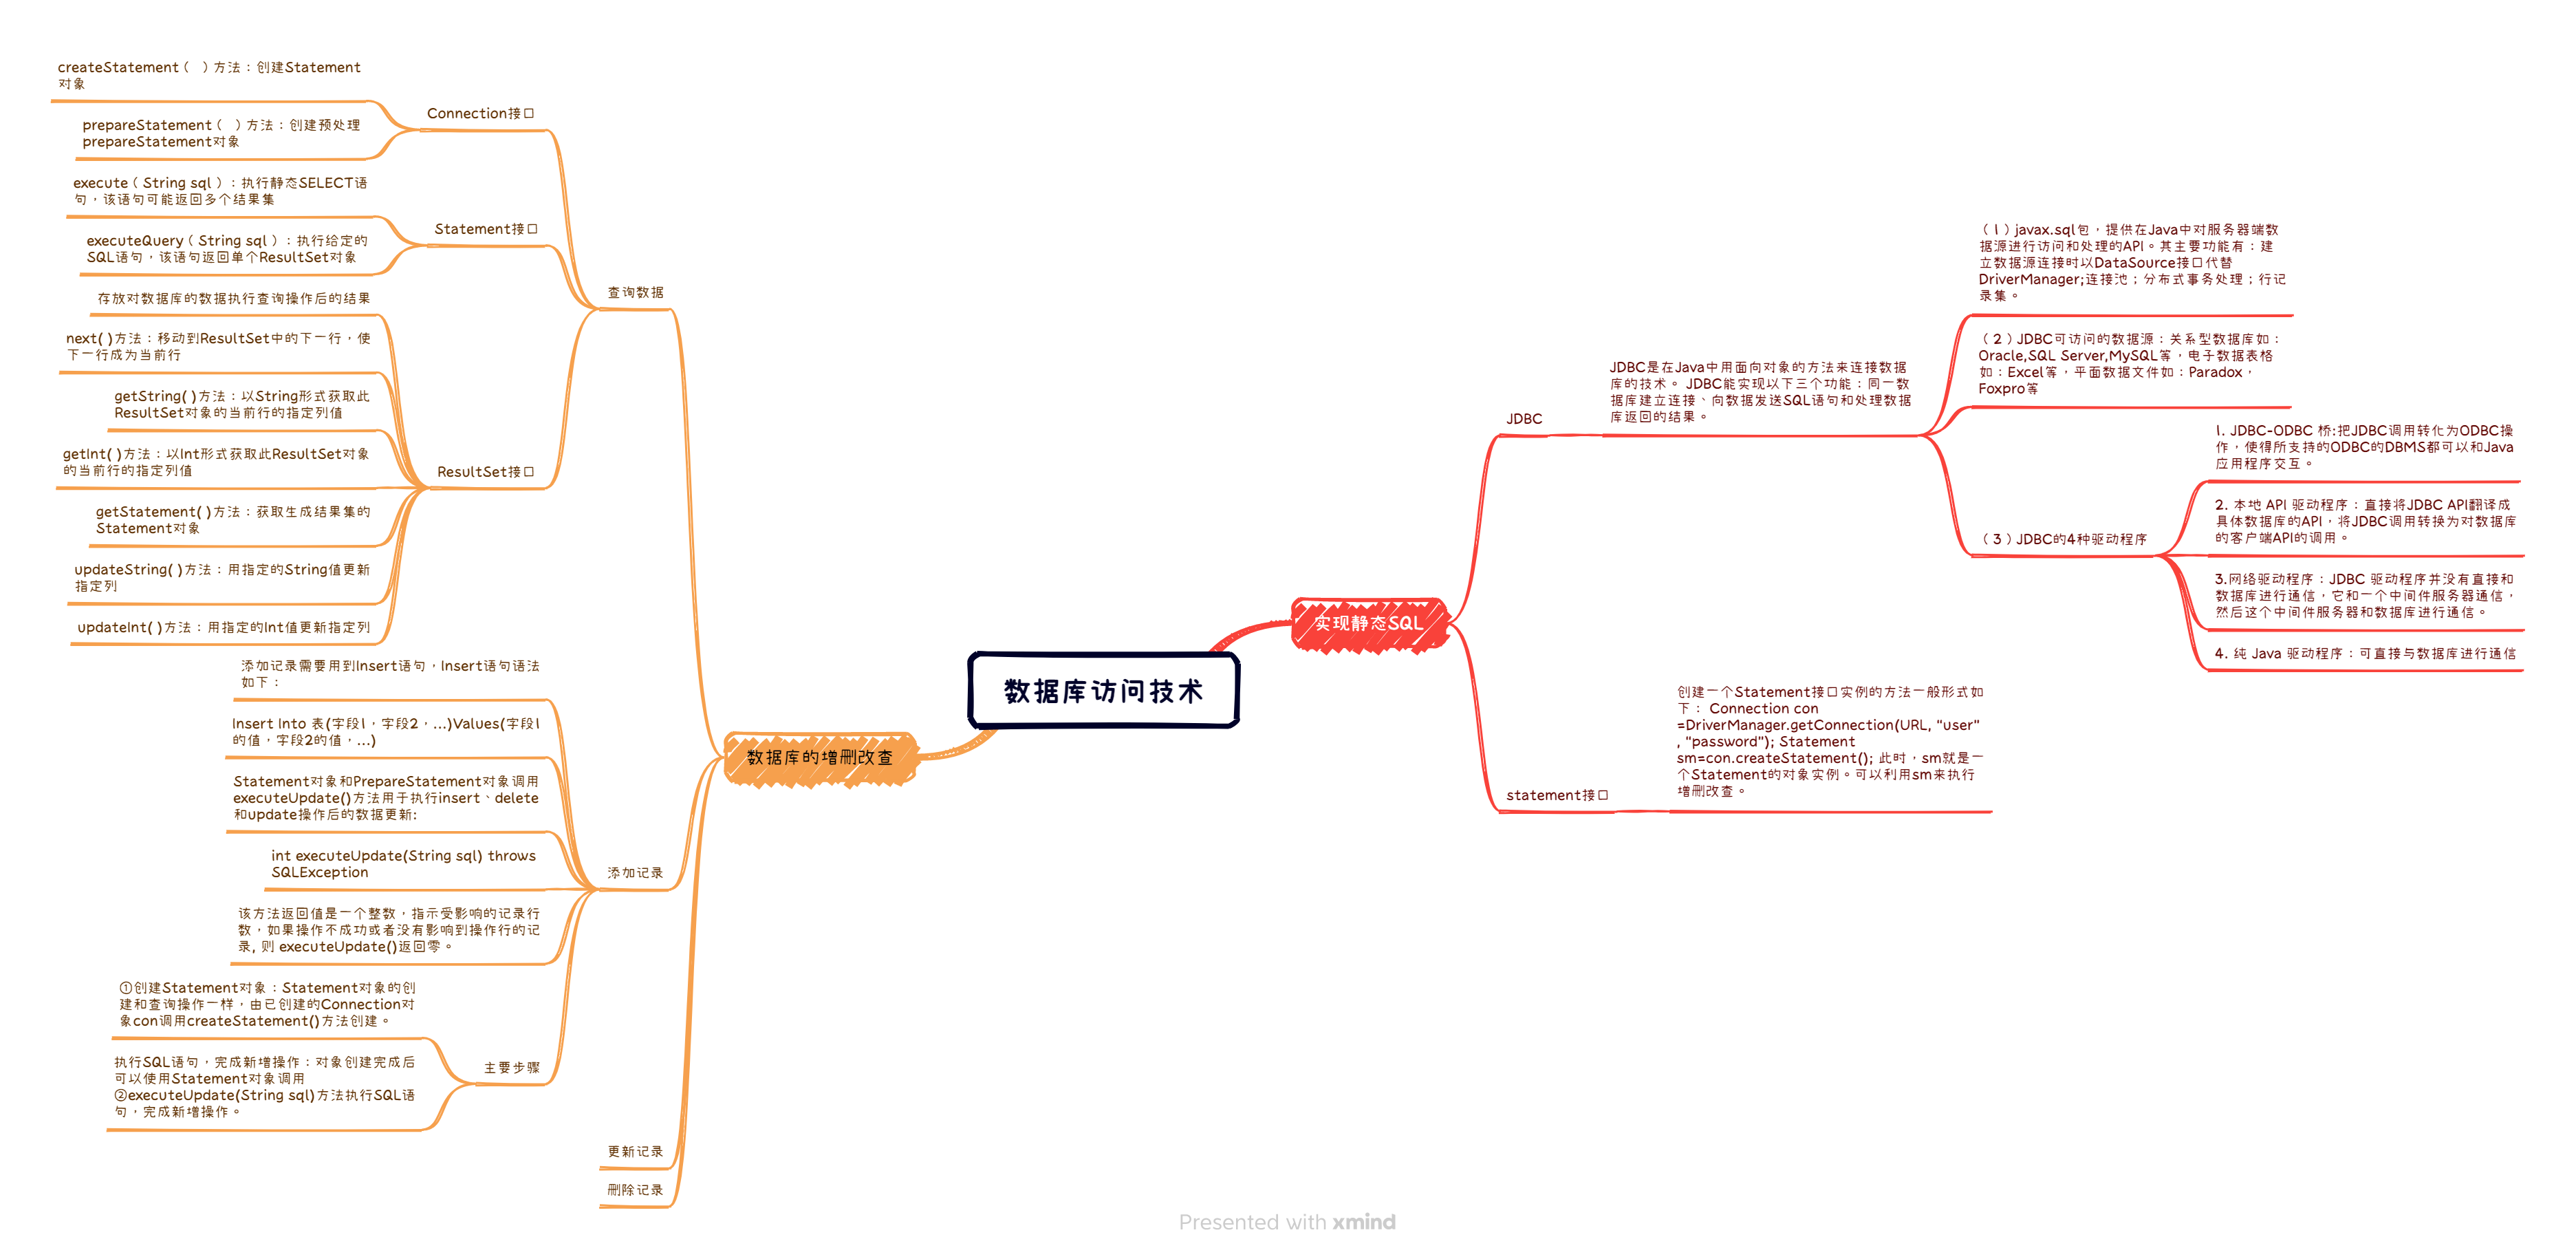 数据库访问技术
实现静态SQL
JDBC
JDBC是在Java中用面向对象的方法来连接数据
库的技术。 JDBC能实现以下三个功能：同一数
据库建立连接、向数据发送SQL语句和处理数据
库返回的结果。
（1）javax.sql包，提供在Java中对服务器端数
据源进行访问和处理的API。其主要功能有：建
立数据源连接时以DataSource接口代替
DriverManager;连接池；分布式事务处理；行记
录集。
（2）JDBC可访问的数据源：关系型数据库如：
Oracle,SQL Server,MySQL等，电子数据表格
如：Excel等，平面数据文件如：Paradox，
Foxpro等
（3）JDBC的4种驱动程序
1. JDBC-ODBC 桥:把JDBC调用转化为ODBC操
作，使得所支持的ODBC的DBMS都可以和Java
应用程序交互。
2. 本地 API 驱动程序：直接将JDBC API翻译成
具体数据库的API，将JDBC调用转换为对数据库
的客户端API的调用。
3.网络驱动程序：JDBC 驱动程序并没有直接和
数据库进行通信，它和一个中间件服务器通信，
然后这个中间件服务器和数据库进行通信。
4. 纯 Java 驱动程序：可直接与数据库进行通信
statement接口
创建一个Statement接口实例的方法一般形式如
下： Connection con
=DriverManager.getConnection(URL, "user"
, "password"); Statement
sm=con.createStatement(); 此时，sm就是一
个Statement的对象实例。可以利用sm来执行
增删改查。
数据库的增删改查
查询数据
Connection接口
createStatement（ ）方法：创建Statement
对象
prepareStatement（ ）方法：创建预处理
prepareStatement对象
Statement接口
execute（String sql）：执行静态SELECT语
句，该语句可能返回多个结果集
executeQuery（String sql）：执行给定的
SQL语句，该语句返回单个ResultSet对象
ResultSet接口
存放对数据库的数据执行查询操作后的结果
next( )方法：移动到ResultSet中的下一行，使
下一行成为当前行
getString( )方法：以String形式获取此
ResultSet对象的当前行的指定列值
getInt( )方法：以Int形式获取此ResultSet对象
的当前行的指定列值
getStatement( )方法：获取生成结果集的
Statement对象
updateString( )方法：用指定的String值更新
指定列
updateInt( )方法：用指定的Int值更新指定列
添加记录
添加记录需要用到Insert语句，Insert语句语法
如下：
Insert Into 表(字段1，字段2，...)Values(字段1
的值，字段2的值，...)
Statement对象和PrepareStatement对象调用
executeUpdate()方法用于执行insert、delete
和update操作后的数据更新:
int executeUpdate(String sql) throws
SQLException
该方法返回值是一个整数，指示受影响的记录行
数，如果操作不成功或者没有影响到操作行的记
录, 则 executeUpdate()返回零。
主要步骤
①创建Statement对象：Statement对象的创
建和查询操作一样，由已创建的Connection对
象con调用createStatement()方法创建。
执行SQL语句，完成新增操作：对象创建完成后
可以使用Statement对象调用
②executeUpdate(String sql)方法执行SQL语
句，完成新增操作。
更新记录
删除记录
Presented with xmind